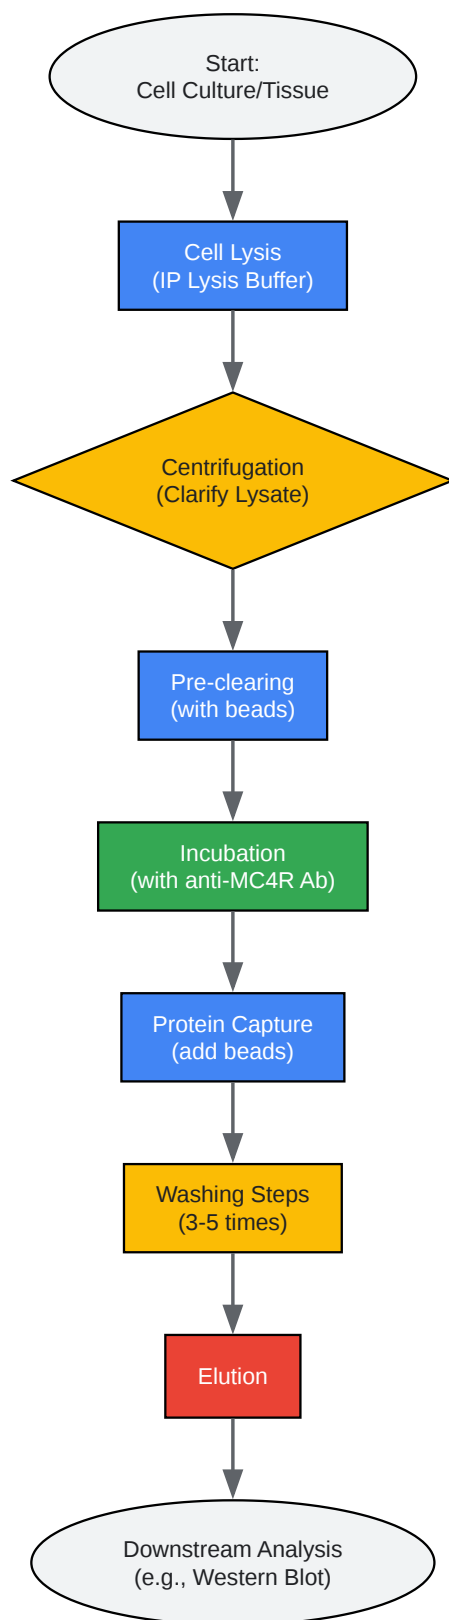 Start:
Cell Culture/Tissue
Cell Lysis
(IP Lysis Buffer)
Centrifugation
(Clarify Lysate)
Pre-clearing
(with beads)
Incubation
(with anti-MC4R Ab)
Protein Capture
(add beads)
Washing Steps
(3-5 times)
Elution
Downstream Analysis
(e.g., Western Blot)